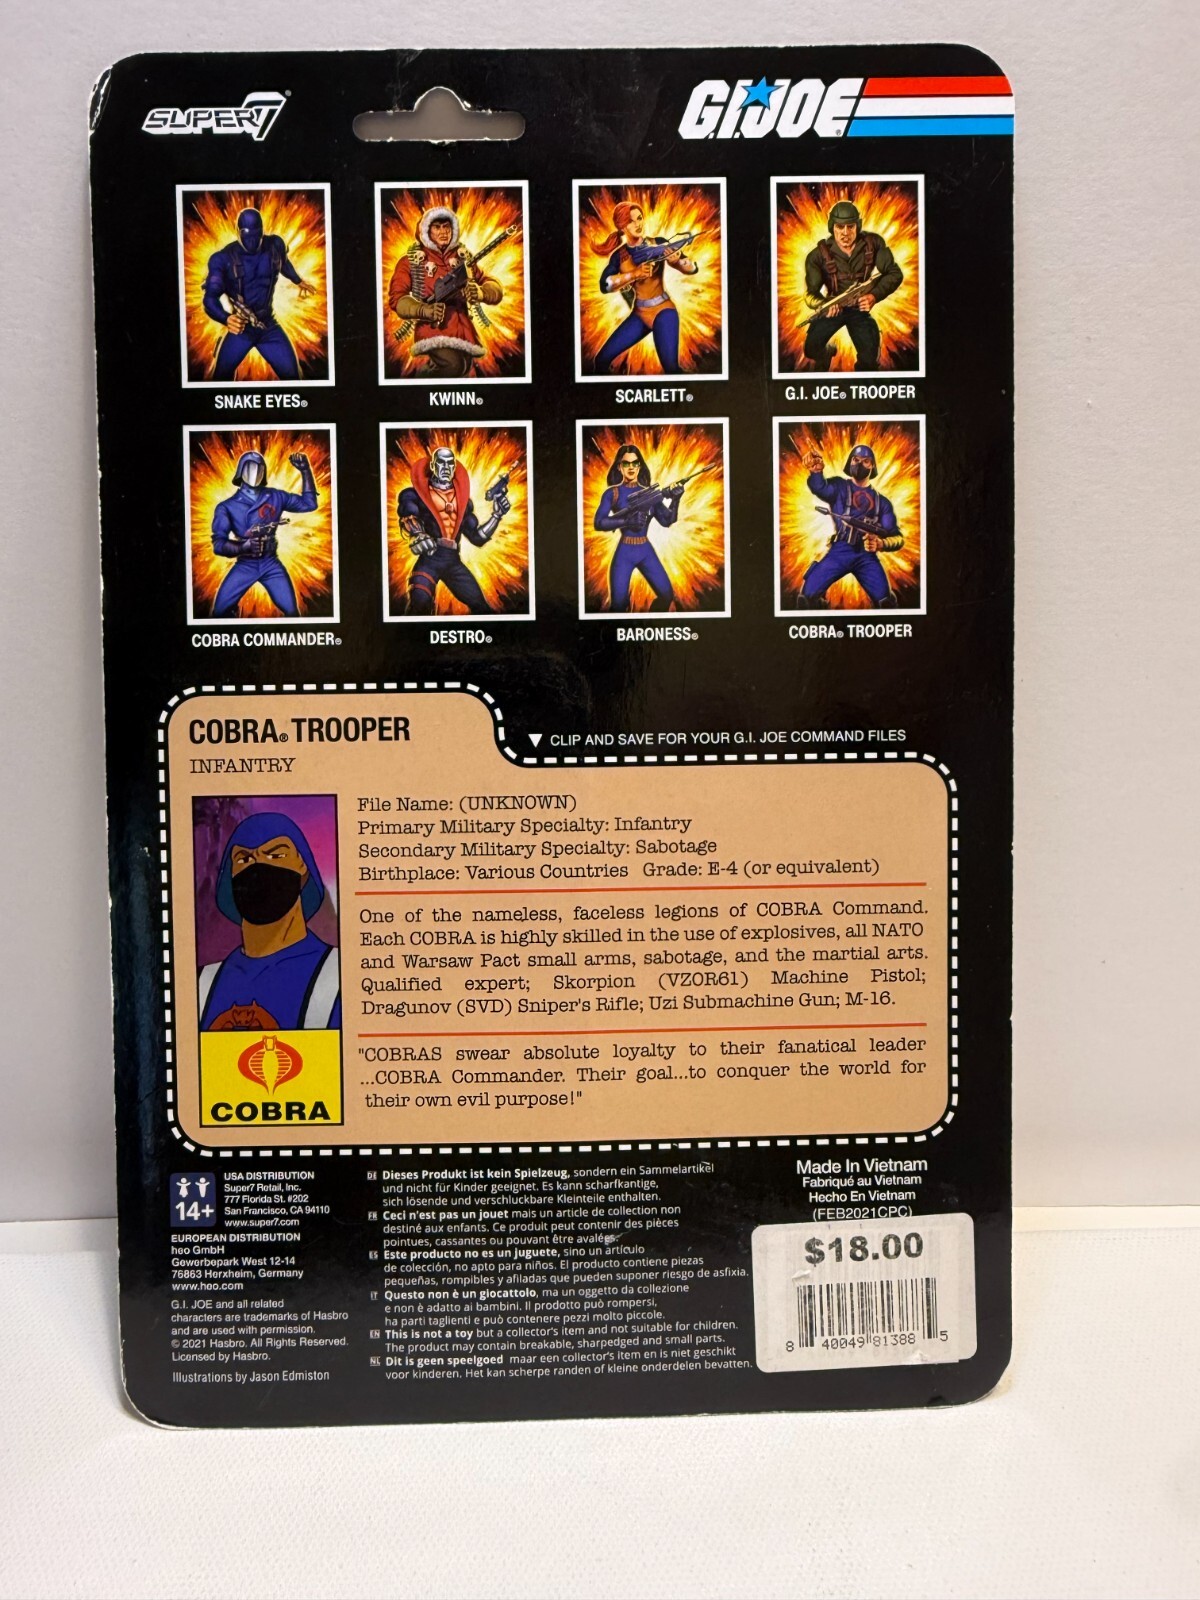 SUPER7®
G.I.JOE®
SNAKE EYES®
KWINN®
SCARLETT®
G.I. JOE® TROOPER
COBRA COMMANDER®
DESTRO®
BARONESS®
COBRA® TROOPER
COBRA® TROOPER
INFANTRY
▼ CLIP AND SAVE FOR YOUR G.I. JOE COMMAND FILES
File Name: (UNKNOWN)
Primary Military Specialty: Infantry
Secondary Military Specialty: Sabotage
Birthplace: Various Countries Grade: E-4 (or equivalent)
One of the nameless, faceless legions of COBRA Command.
Each COBRA is highly skilled in the use of explosives, all NATO
and Warsaw Pact small arms, sabotage, and the martial arts.
Qualified expert; Skorpion (VZOR61) Machine Pistol;
Dragunov (SVD) Sniper's Rifle; Uzi Submachine Gun; M-16.
"COBRAS swear absolute loyalty to their fanatical leader
...COBRA Commander. Their goal...to conquer the world for
their own evil purpose!"
COBRA
14+
USA DISTRIBUTION
Super7 Retail, Inc.
777 Florida St. #202
San Francisco, CA 94110
www.super7.com
EUROPEAN DISTRIBUTION
heo GmbH
Gewerbepark West 12-14
76863 Herxheim, Germany
www.heo.com
G.I. JOE and all related
characters are trademarks of Hasbro
and are used with permission.
© 2021 Hasbro. All Rights Reserved.
Licensed by Hasbro.
Illustrations by Jason Edmiston
DE Dieses Produkt ist kein Spielzeug, sondern ein Sammelartikel
und nicht für Kinder geeignet. Es kann scharfkantige,
sich lösende und verschluckbare Kleinteile enthalten.
FR Ceci n'est pas un jouet mais un article de collection non
destiné aux enfants. Ce produit peut contenir des pièces
pointues, cassantes ou pouvant être avalées.
ES Este producto no es un juguete, sino un artículo
de colección, no apto para niños. El producto contiene piezas
pequeñas, rompibles y afiladas que pueden suponer riesgo de asfixia.
IT Questo non è un giocattolo, ma un oggetto da collezione
e non è adatto ai bambini. Il prodotto può rompersi,
ha parti taglienti e può contenere pezzi molto piccole.
EN This is not a toy but a collector's item and not suitable for children.
The product may contain breakable, sharpedged and small parts.
NL Dit is geen speelgoed maar een collector's item en is niet geschikt
voor kinderen. Het kan scherpe randen of kleine onderdelen bevatten.
Made In Vietnam
Fabriqué au Vietnam
Hecho En Vietnam
(FEB2021CPC)
$18.00
8 40049 81388 5